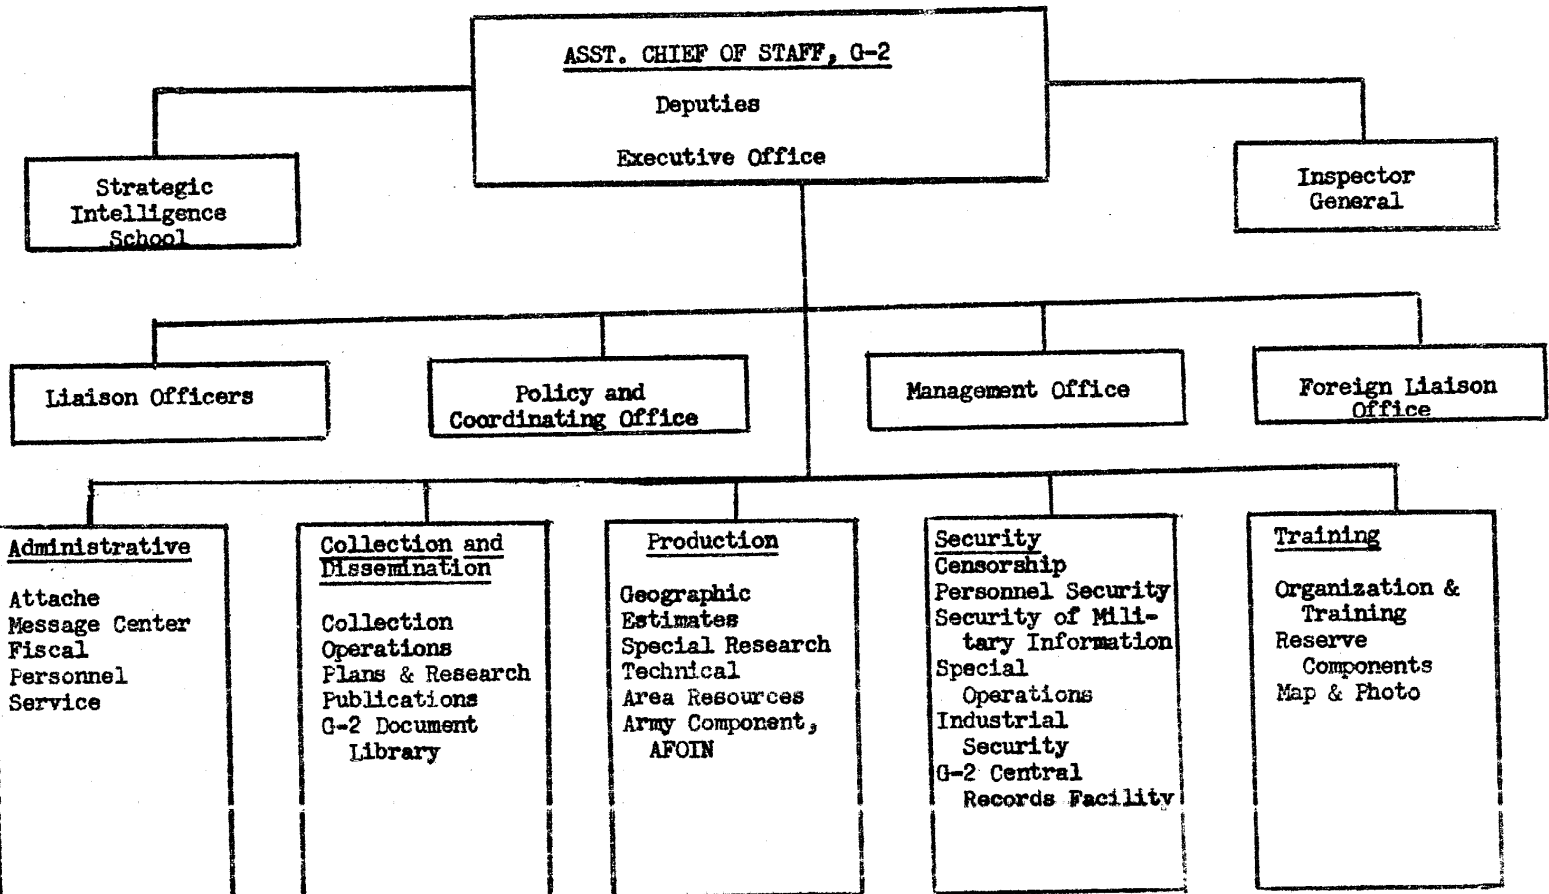 ASST. CHIEF OF STAFF, G-2
Deputies
Executive Office
Strategic
Intelligence
School
Inspector
General
Liaison Officers
Policy and
Coordinating Office
Management Office
Foreign Liaison
Office
Administrative
Attache
Message Center
Fiscal
Personnel
Service
Collection and
Dissemination
Collection
Operations
Plans & Research
Publications
G-2 Document
Library
Production
Geographic
Estimates
Special Research
Technical
Area Resources
Army Component,
AFOIN
Security
Censorship
Personnel Security
Security of Mili-
tary Information
Special
Operations
Industrial
Security
G-2 Central
Records Facility
Training
Organization &
Training
Reserve
Components
Map & Photo